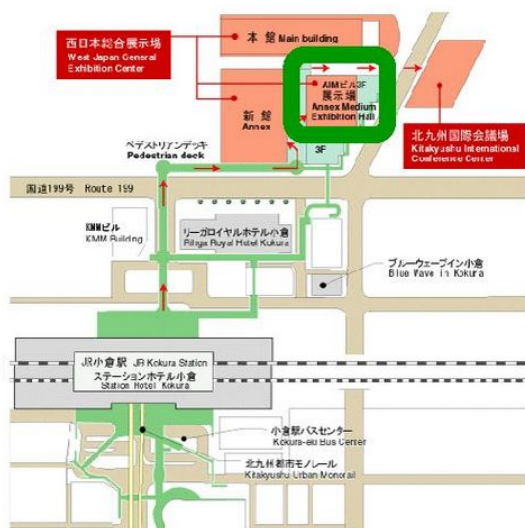 本館 Main building
西日本総合展示場
West Japan General
Exhibition Center
AIMビル3F
展示場
Annex Medium
Exhibition Hall
新館
Annex
北九州国際会議場
Kitakyushu International
Conference Center
ペデストリアンデッキ
Pedestrian deck
3F
国道199号 Route 199
KMMビル
KMM Building
リーガロイヤルホテル小倉
Rihga Royal Hotel Kokura
ブルーウェーブイン小倉
Blue Wave in Kokura
JR小倉駅 JR Kokura Station
ステーションホテル小倉
Station Hotel Kokura
小倉駅バスセンター
Kokura-eki Bus Center
北九州都市モノレール
Kitakyushu Urban Monorail